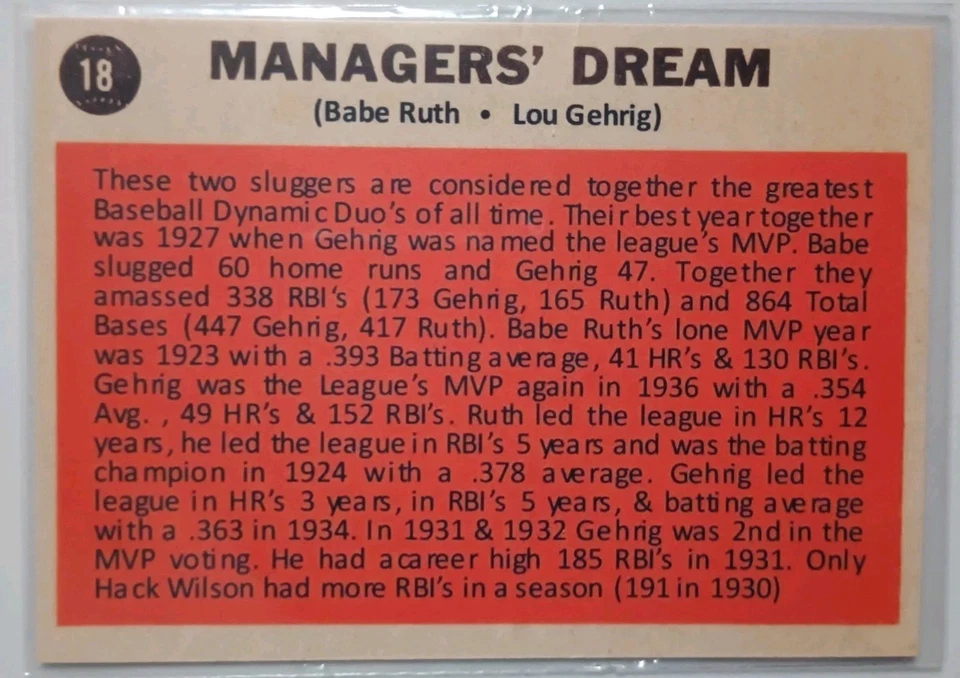 18
MANAGERS' DREAM
(Babe Ruth • Lou Gehrig)
These two sluggers are considered together the greatest
Baseball Dynamic Duo's of all time. Their best year together
was 1927 when Gehrig was named the league's MVP. Babe
slugged 60 home runs and Gehrig 47. Together they
amassed 338 RBI's (173 Gehrig, 165 Ruth) and 864 Total
Bases (447 Gehrig, 417 Ruth). Babe Ruth's lone MVP year
was 1923 with a .393 Batting average, 41 HR's & 130 RBI's.
Gehrig was the League's MVP again in 1936 with a .354
Avg. , 49 HR's & 152 RBI's. Ruth led the league in HR's 12
years, he led the league in RBI's 5 years and was the batting
champion in 1924 with a .378 average. Gehrig led the
league in HR's 3 years, in RBI's 5 years, & batting average
with a .363 in 1934. In 1931 & 1932 Gehrig was 2nd in the
MVP voting. He had a career high 185 RBI's in 1931. Only
Hack Wilson had more RBI's in a season (191 in 1930)